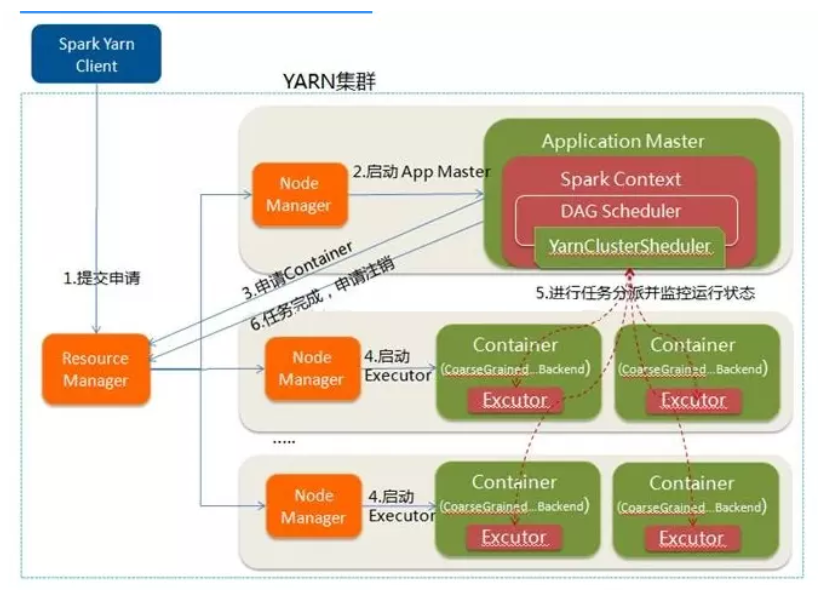 Spark Yarn
Client
YARN集群
Application Master
2.启动 App Master
Node
Manager
Spark Context
DAG Scheduler
YarnClusterSheduler
1.提交申请
3.申请Container
6.任务完成，申请注销
5.进行任务分派并监控运行状态
Resource
Manager
Node
Manager
4.启动
Executor
Container
(CoarseGrained...Backend)
Excutor
Container
(CoarseGrained...Backend)
Excutor
.....
Node
Manager
4.启动
Executor
Container
(CoarseGrained...Backend)
Excutor
Container
(CoarseGrained...Backend)
Excutor